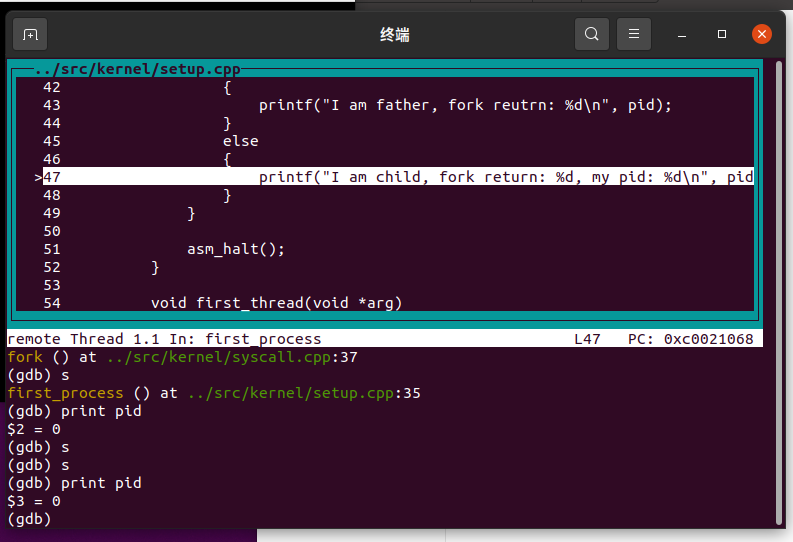 终端
../src/kernel/setup.cpp
42 {
43 printf("I am father, fork reutrn: %d\n", pid);
44 }
45 else
46 {
>47 printf("I am child, fork return: %d, my pid: %d\n", pid
48 }
49 }
50
51 asm_halt();
52 }
53
54 void first_thread(void *arg)
remote Thread 1.1 In: first_process L47 PC: 0xc0021068
fork () at ../src/kernel/syscall.cpp:37
(gdb) s
first_process () at ../src/kernel/setup.cpp:35
(gdb) print pid
$2 = 0
(gdb) s
(gdb) s
(gdb) print pid
$3 = 0
(gdb)